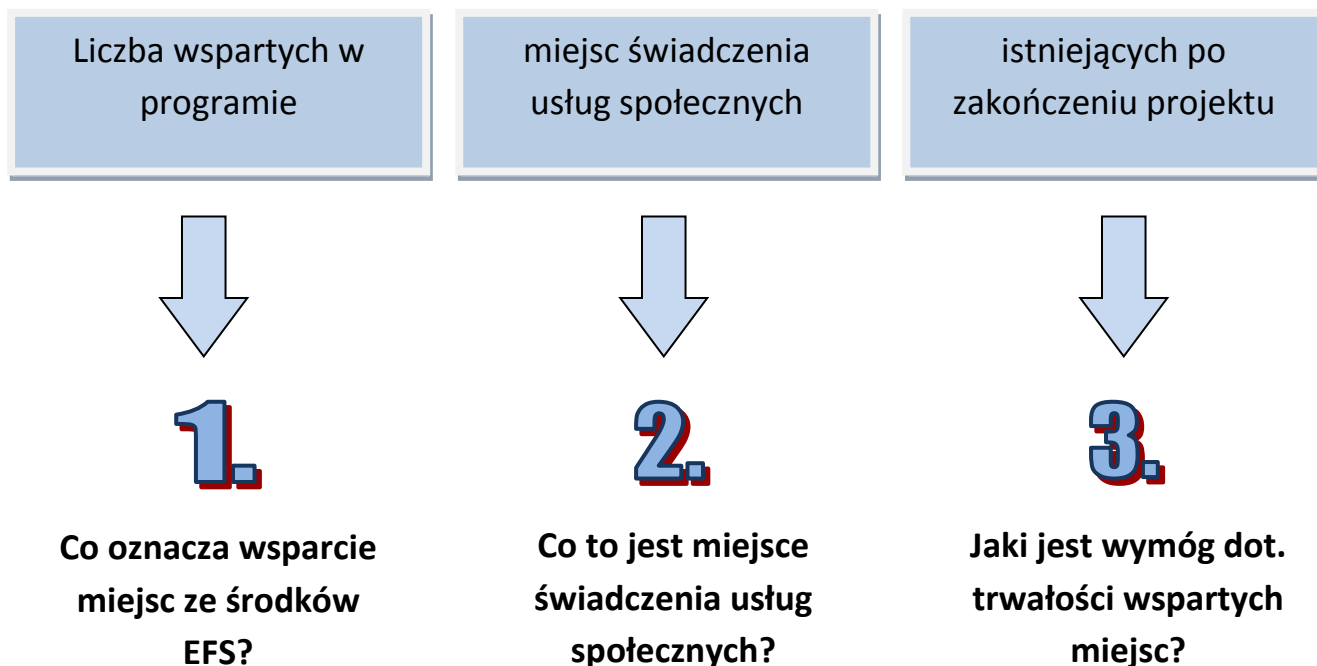 Liczba wspartych w
programie
miejsc świadczenia
usług społecznych
istniejących po
zakończeniu projektu
1.
2.
3.
Co oznacza wsparcie
miejsc ze środków
EFS?
Co to jest miejsce
świadczenia usług
społecznych?
Jaki jest wymóg dot.
trwałości wspartych
miejsc?